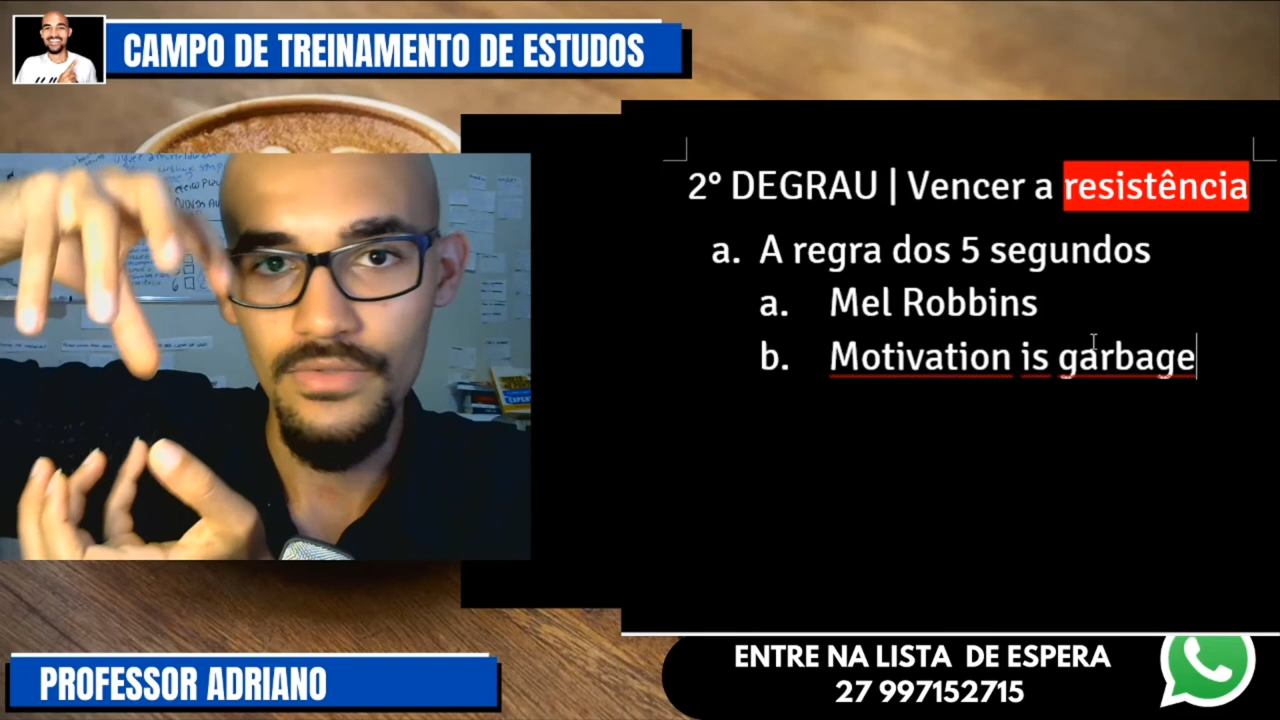 CAMPO DE TREINAMENTO DE ESTUDOS
2° DEGRAU | Vencer a resistência
a. A regra dos 5 segundos
a. Mel Robbins
b. Motivation is garbage
PROFESSOR ADRIANO
ENTRE NA LISTA DE ESPERA
27 997152715